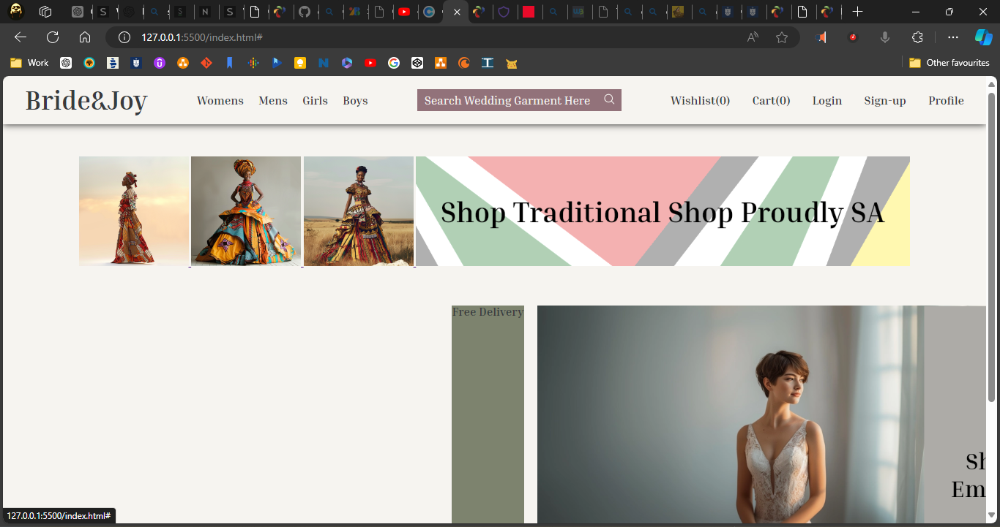 127.0.0.1:5500/index.html#
Work
Other favourites
Bride&Joy
Womens Mens Girls Boys
Search Wedding Garment Here
Wishlist(0) Cart(0) Login Sign-up Profile
Shop Traditional Shop Proudly SA
Free Delivery
127.0.0.1:5500/index.html#